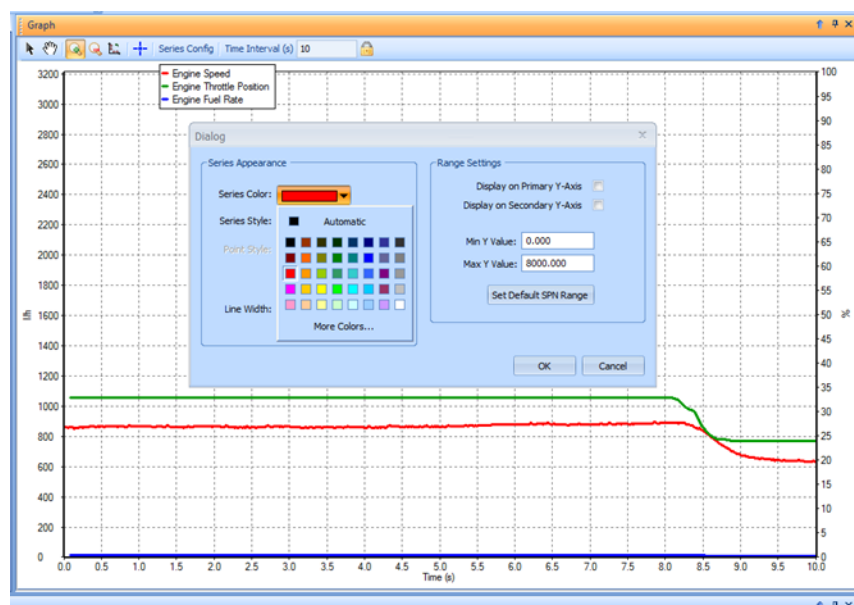 Graph
Series Config Time Interval (s) 10
Engine Speed
Engine Throttle Position
Engine Fuel Rate
Dialog
Series Appearance
Series Color:
Series Style:
Automatic
Point Style:
Line Width:
More Colors...
Range Settings
Display on Primary Y-Axis
Display on Secondary Y-Axis
Min Y Value: 0.000
Max Y Value: 8000.000
Set Default SPN Range
OK Cancel
3200
3000
2800
2600
2400
2200
2000
1800
1600
1400
1200
1000
800
600
400
200
0
l/h
100
95
90
85
80
75
70
65
60
55
50
45
40
35
30
25
20
15
10
5
0
%
0.0 0.5 1.0 1.5 2.0 2.5 3.0 3.5 4.0 4.5 5.0 5.5 6.0 6.5 7.0 7.5 8.0 8.5 9.0 9.5 10.0
Time (s)